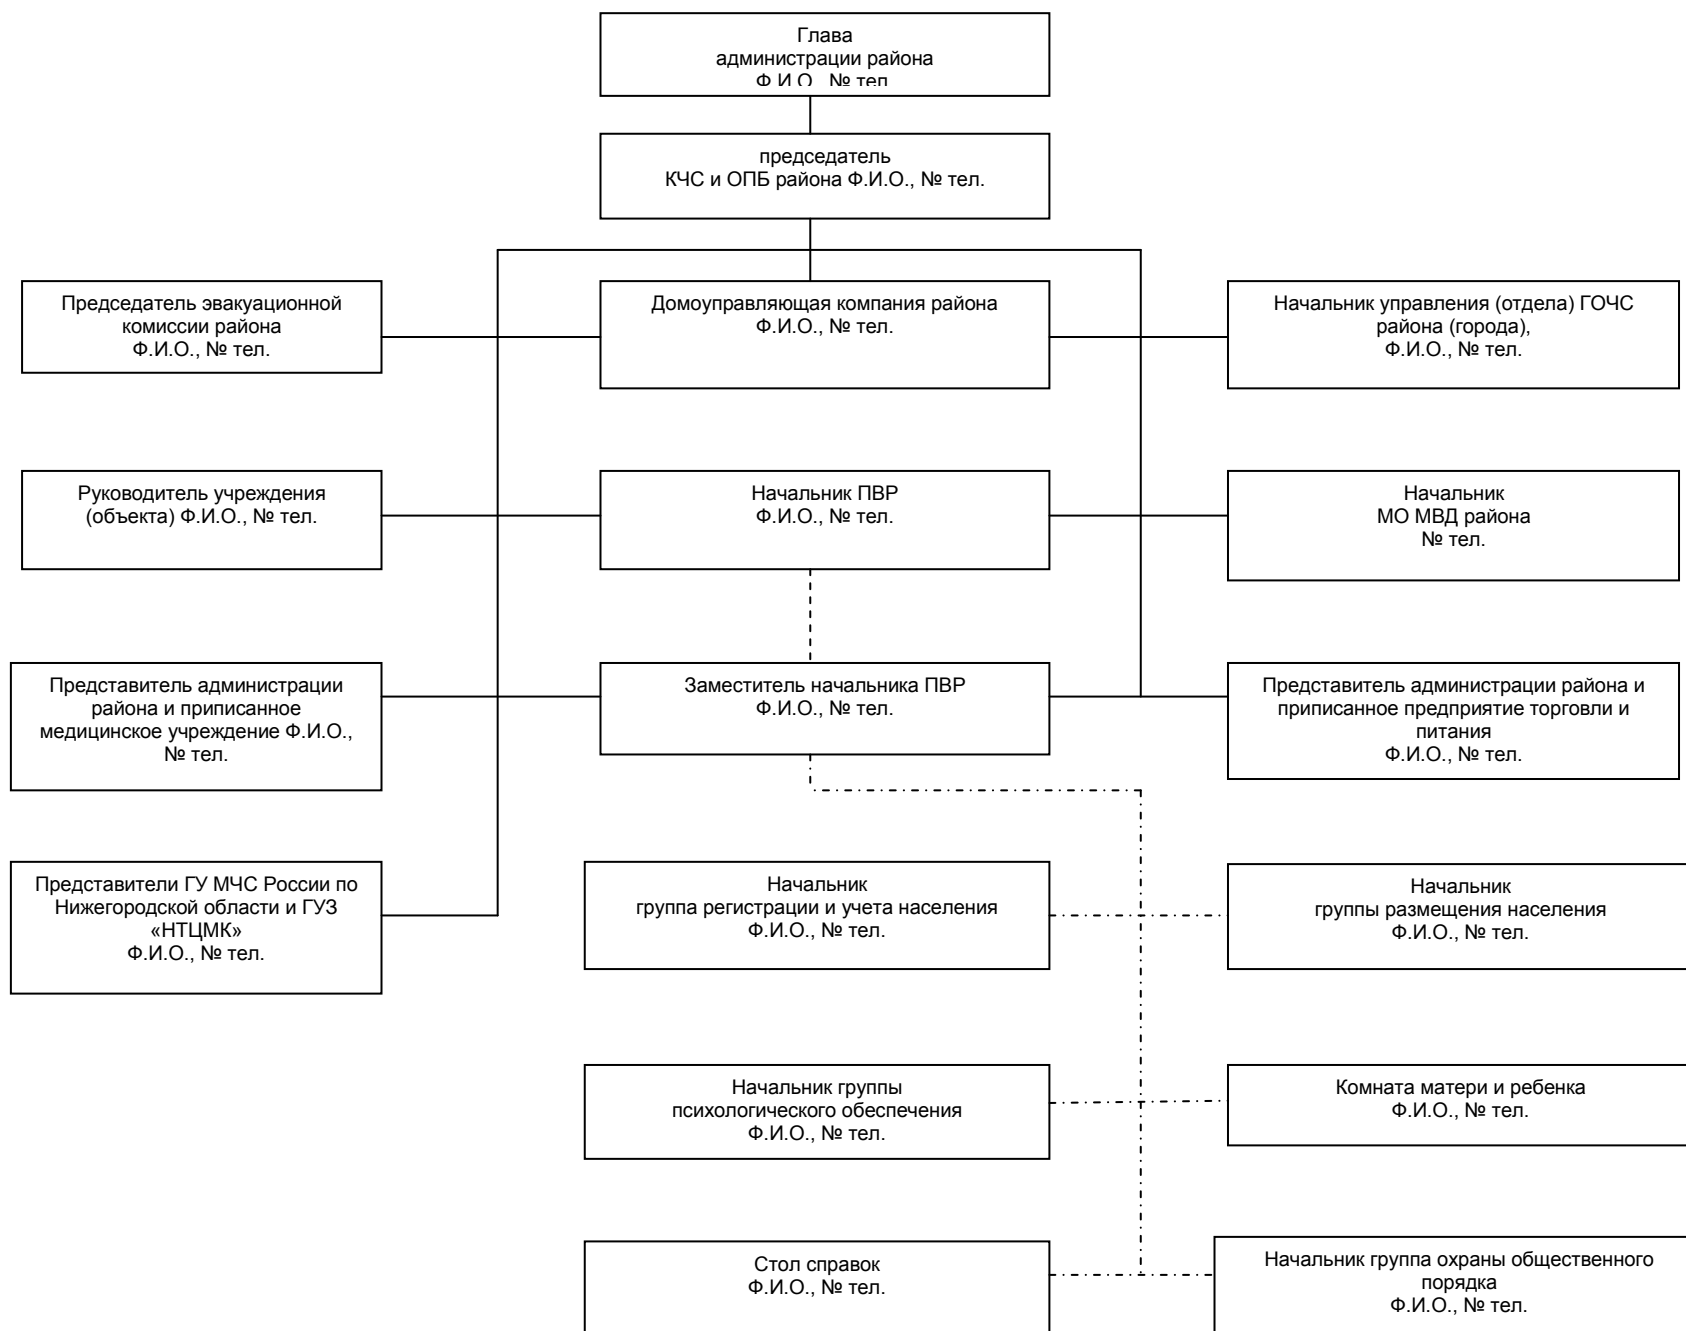 Глава
администрации района
Ф.И.О., № тел.
председатель
КЧС и ОПБ района Ф.И.О., № тел.
Председатель эвакуационной
комиссии района
Ф.И.О., № тел.
Домоуправляющая компания района
Ф.И.О., № тел.
Начальник управления (отдела) ГОЧС
района (города),
Ф.И.О., № тел.
Руководитель учреждения
(объекта) Ф.И.О., № тел.
Начальник ПВР
Ф.И.О., № тел.
Начальник
МО МВД района
№ тел.
Представитель администрации
района и приписанное
медицинское учреждение Ф.И.О.,
№ тел.
Заместитель начальника ПВР
Ф.И.О., № тел.
Представитель администрации района и
приписанное предприятие торговли и
питания
Ф.И.О., № тел.
Представители ГУ МЧС России по
Нижегородской области и ГУЗ
«НТЦМК»
Ф.И.О., № тел.
Начальник
группа регистрации и учета населения
Ф.И.О., № тел.
Начальник
группы размещения населения
Ф.И.О., № тел.
Начальник группы
психологического обеспечения
Ф.И.О., № тел.
Комната матери и ребенка
Ф.И.О., № тел.
Стол справок
Ф.И.О., № тел.
Начальник группа охраны общественного
порядка
Ф.И.О., № тел.